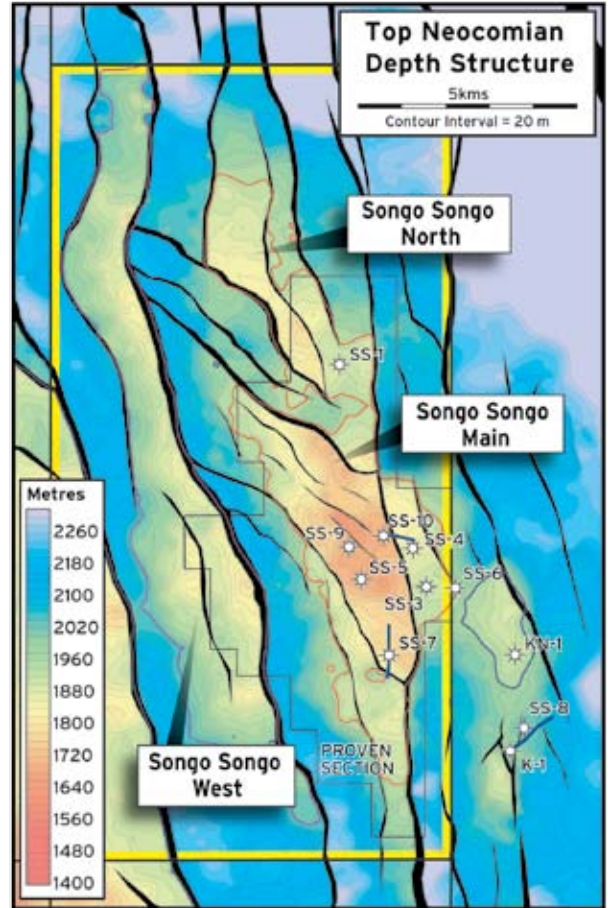 Top Neocomian
Depth Structure
5kms
Contour Interval = 20 m
Songo Songo
North
SS-1
Songo Songo
Main
Metres
2260
2180
2100
2020
1960
1880
1800
1720
1640
1560
1480
1400
SS-10
SS-9
SS-4
SS-5
SS-6
SS-3
SS-7
KN-1
SS-8
K-1
PROVEN
SECTION
Songo Songo
West